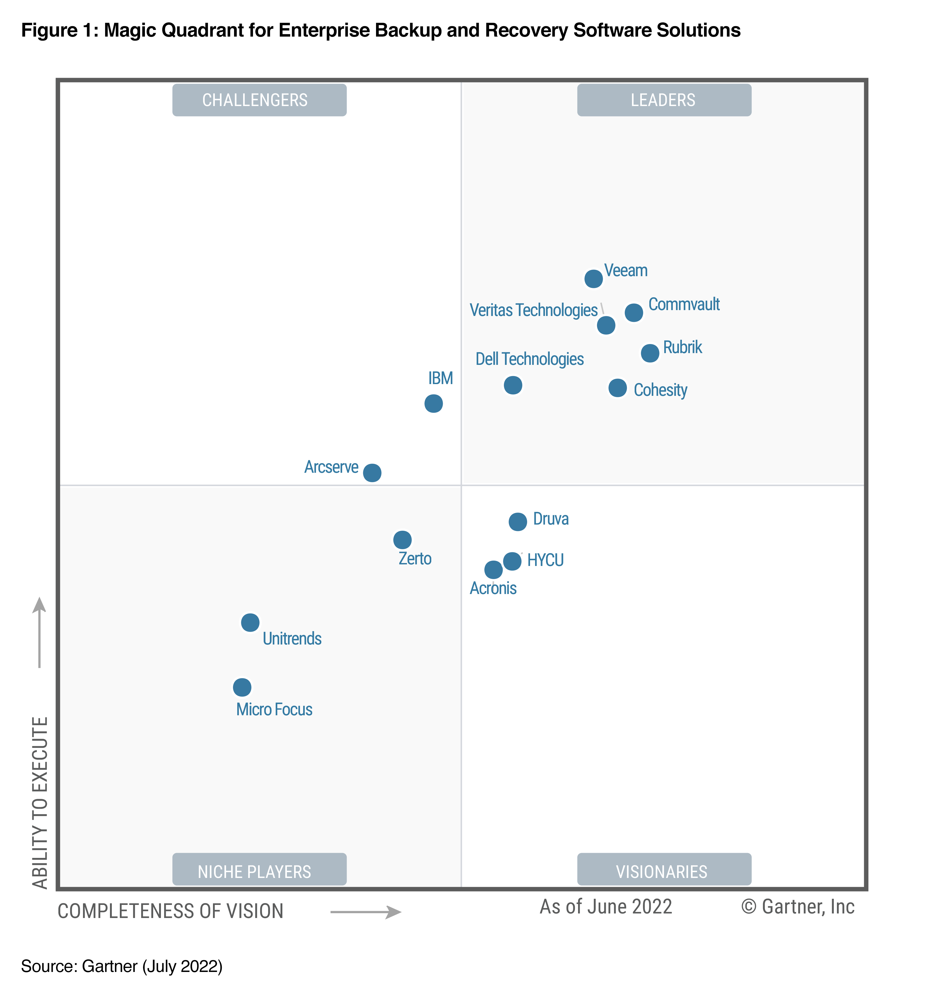 Figure 1: Magic Quadrant for Enterprise Backup and Recovery Software Solutions
CHALLENGERS
LEADERS
Veeam
Commvault
Veritas Technologies
Rubrik
Dell Technologies
IBM
Cohesity
Arcserve
Druva
Zerto
HYCU
Acronis
Unitrends
Micro Focus
ABILITY TO EXECUTE
NICHE PLAYERS
VISIONARIES
COMPLETENESS OF VISION
As of June 2022
© Gartner, Inc
Source: Gartner (July 2022)